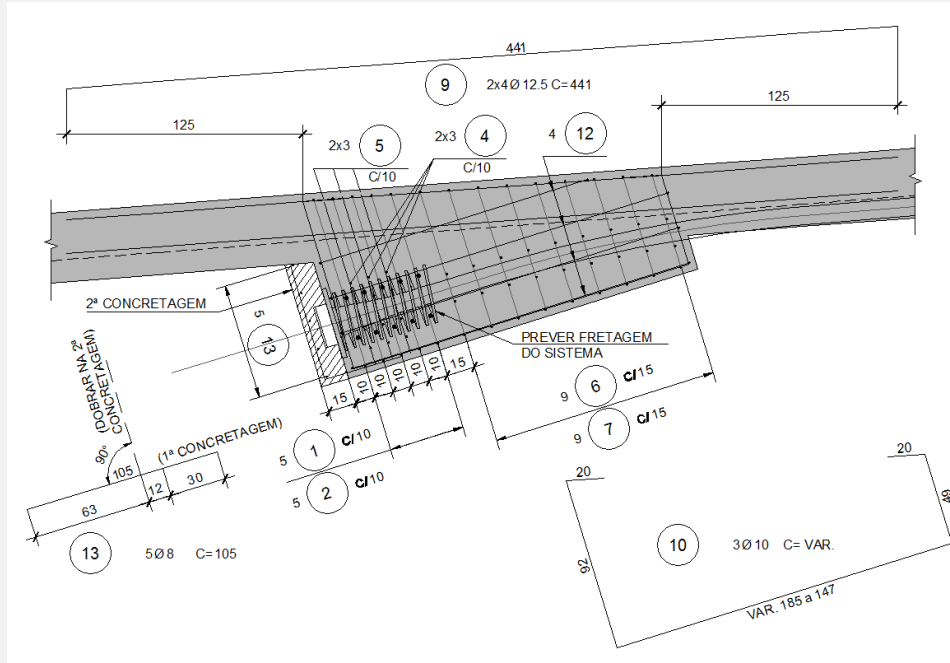 441
9 2x4Ø 12.5 C=441
125
125
2x3 5
C/10
2x3 4
C/10
4 12
2ª CONCRETAGEM
5 13
PREVER FRETAGEM
DO SISTEMA
15 10 10 10 10 10 15
9 6 C/15
9 7 C/15
5 1 C/10
5 2 C/10
90° (DOBRAR NA 2ª
CONCRETAGEM)
(1ª CONCRETAGEM)
105
63 12 30
13 5Ø8 C=105
20
20
92
49
10 3Ø10 C= VAR.
VAR. 185 a 147